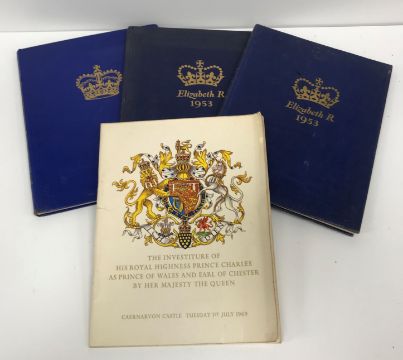 Elizabeth R
1953
Elizabeth R
1953
THE INVESTITURE OF
HIS ROYAL HIGHNESS PRINCE CHARLES
AS PRINCE OF WALES AND EARL OF CHESTER
BY HER MAJESTY THE QUEEN
CAERNARVON CASTLE TUESDAY 1ST JULY 1969